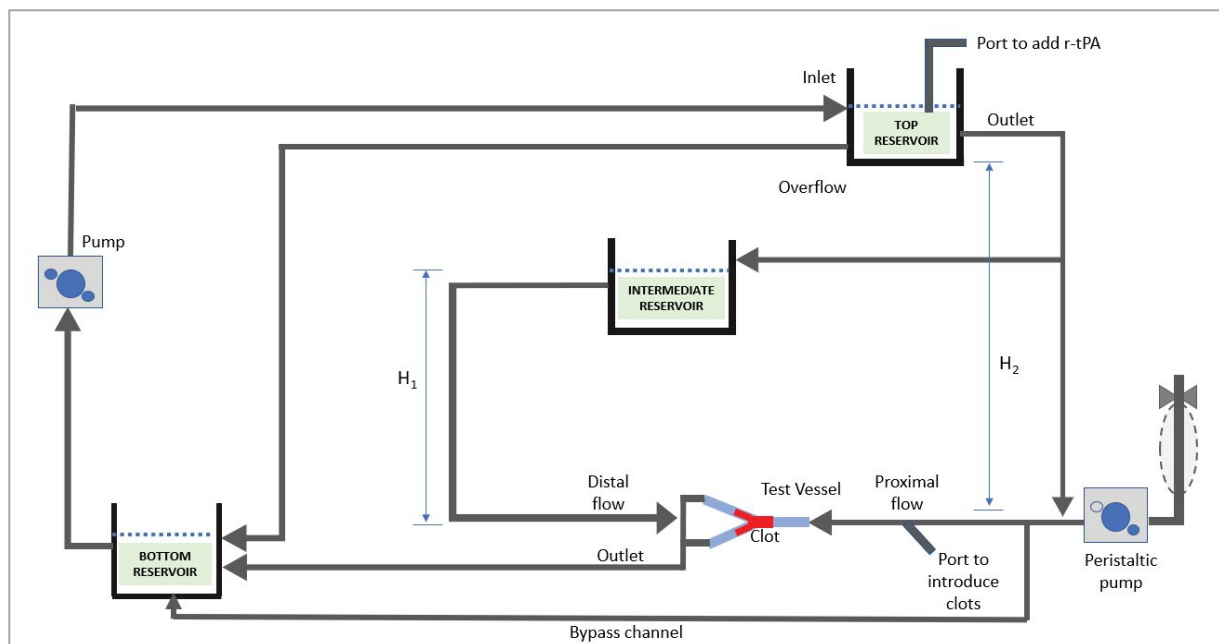 Port to add r-tPA
Inlet
TOP
RESERVOIR
Outlet
Overflow
Pump
INTERMEDIATE
RESERVOIR
H1
H2
Distal
flow
Test Vessel
Proximal
flow
Clot
BOTTOM
RESERVOIR
Outlet
Port to
introduce
clots
Peristaltic
pump
Bypass channel